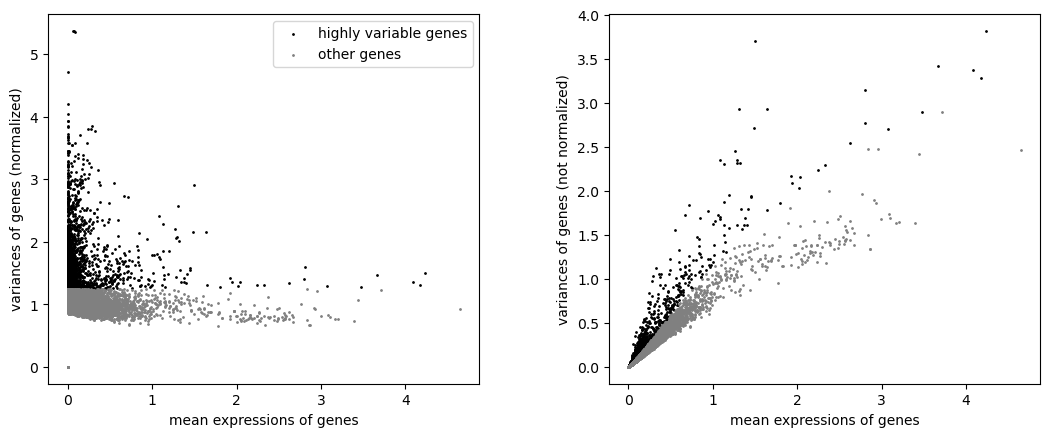 highly variable genes
other genes
variances of genes (normalized)
5
4
3
2
1
0
0 1 2 3 4
mean expressions of genes
variances of genes (not normalized)
4.0
3.5
3.0
2.5
2.0
1.5
1.0
0.5
0.0
0 1 2 3 4
mean expressions of genes